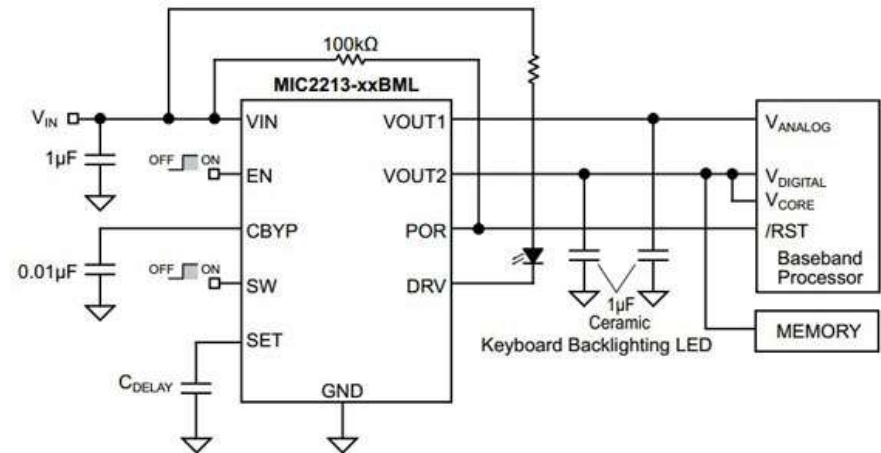 100kΩ
MIC2213-xxBML
VIN
VIN
VOUT1
VANALOG
1µF
OFF ON
EN
VOUT2
VDIGITAL
VCORE
CBYP
POR
/RST
0.01µF
OFF ON
SW
DRV
Baseband
Processor
1µF
Ceramic
Keyboard Backlighting LED
MEMORY
SET
CDELAY
GND